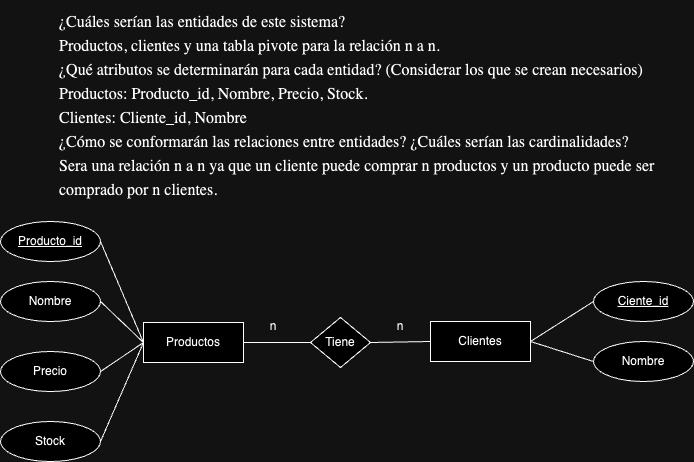 ¿Cuáles serían las entidades de este sistema?
Productos, clientes y una tabla pivote para la relación n a n.
¿Qué atributos se determinarán para cada entidad? (Considerar los que se crean necesarios)
Productos: Producto_id, Nombre, Precio, Stock.
Clientes: Cliente_id, Nombre
¿Cómo se conformarán las relaciones entre entidades? ¿Cuáles serían las cardinalidades?
Sera una relación n a n ya que un cliente puede comprar n productos y un producto puede ser
comprado por n clientes.
Producto_id
Nombre
Precio
Stock
Productos
n
Tiene
n
Clientes
Ciente_id
Nombre